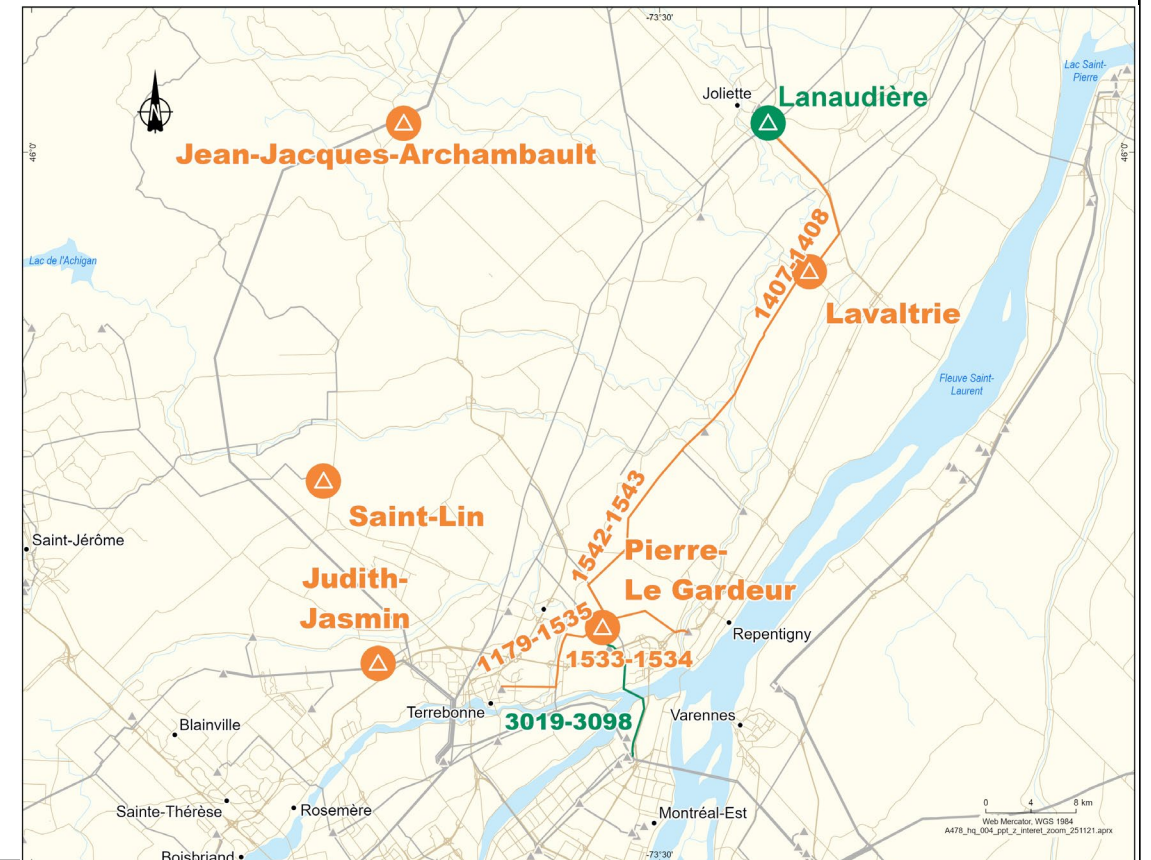 -73°30'
Lac Saint-
Pierre
Joliette
Lanaudière
N
46°0'
46°0'
Jean-Jacques-Archambault
1407-1408
Lac de l'Achigan
Lavaltrie
Fleuve Saint-
Laurent
1542-1543
Saint-Lin
Saint-Jérôme
Pierre-
Le Gardeur
Judith-
Jasmin
1179-1535
Repentigny
1533-1534
Terrebonne
3019-3098
Varennes
Blainville
Sainte-Thérèse
Rosemère
Montréal-Est
0 4 8 km
Web Mercator, WGS 1984
A478_hq_004_ppt_z_interet_zoom_251121.aprx
Boisbriand
-73°30'